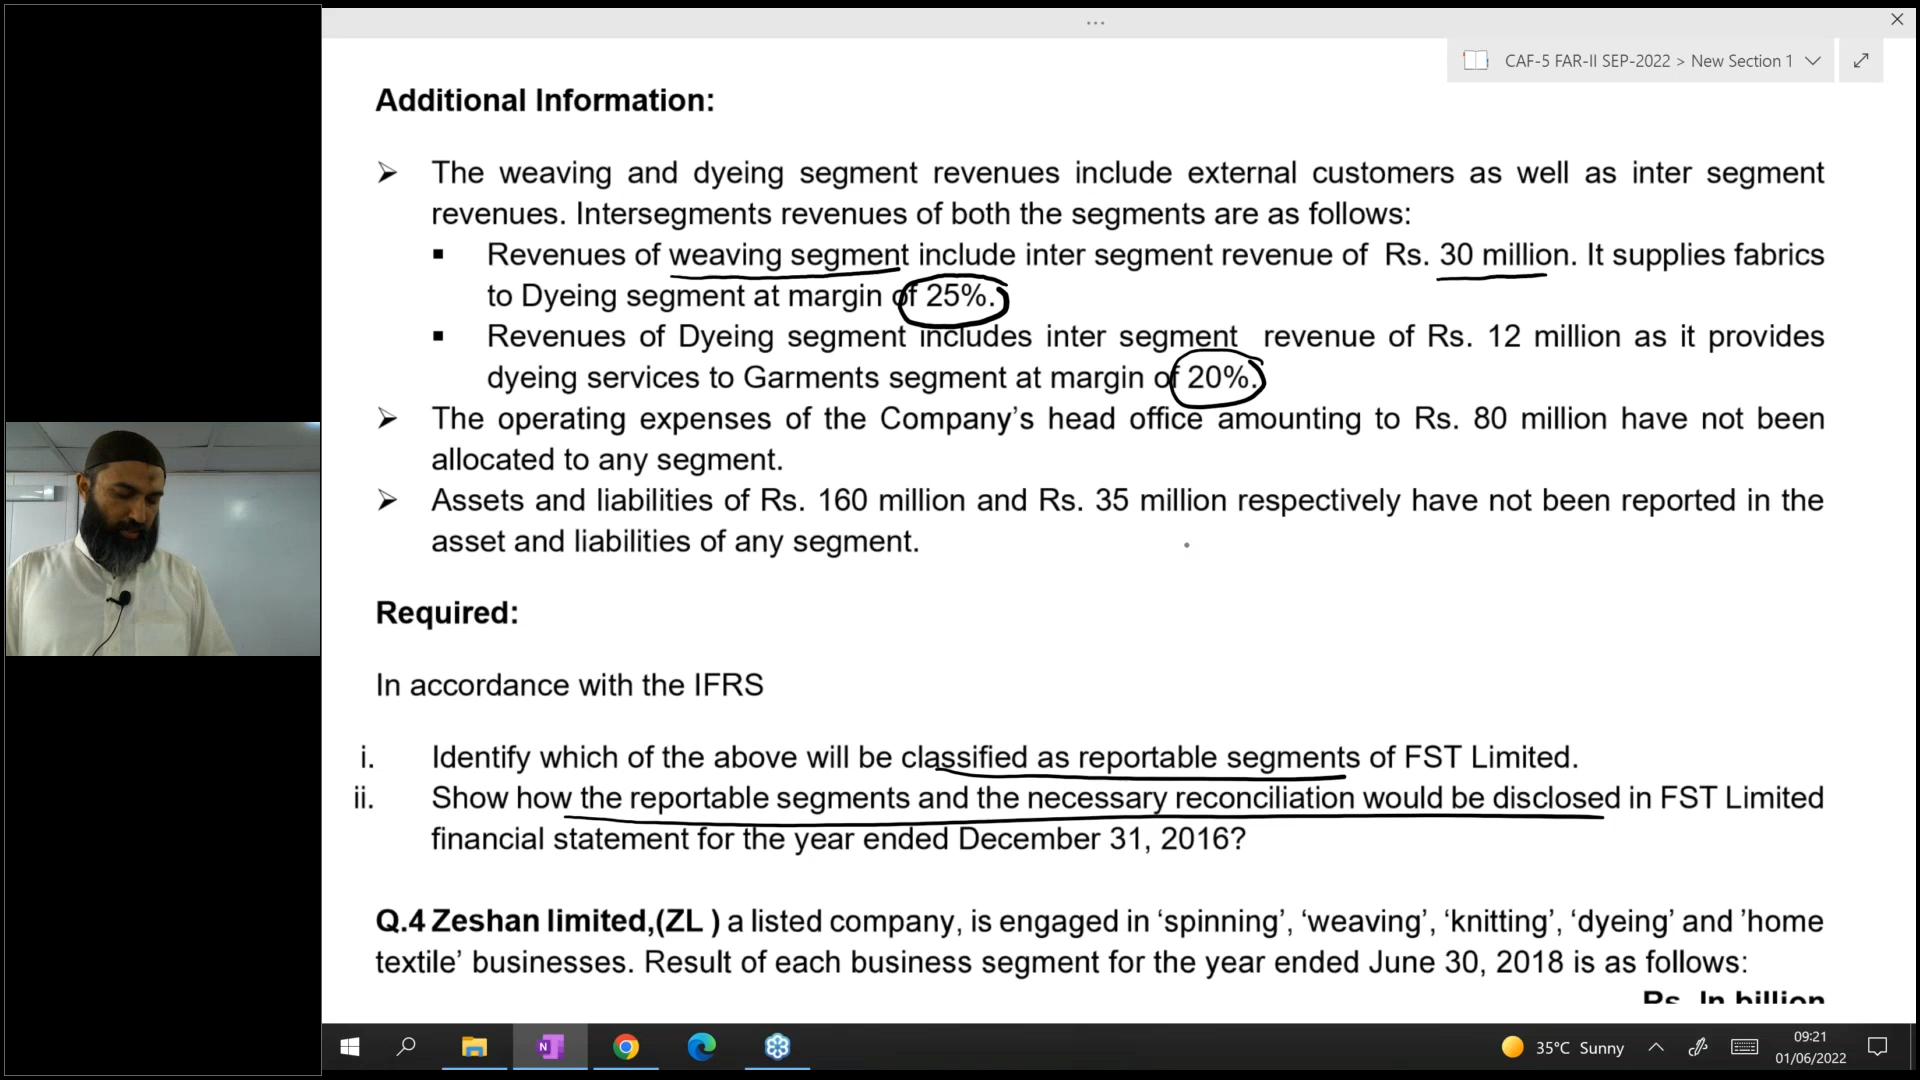 CAF-5 FAR-II SEP-2022 > New Section 1
Additional Information:
The weaving and dyeing segment revenues include external customers as well as inter segment
revenues. Intersegments revenues of both the segments are as follows:
Revenues of weaving segment include inter segment revenue of Rs. 30 million. It supplies fabrics
to Dyeing segment at margin of 25%.
Revenues of Dyeing segment includes inter segment revenue of Rs. 12 million as it provides
dyeing services to Garments segment at margin of 20%.
The operating expenses of the Company's head office amounting to Rs. 80 million have not been
allocated to any segment.
Assets and liabilities of Rs. 160 million and Rs. 35 million respectively have not been reported in the
asset and liabilities of any segment.
Required:
In accordance with the IFRS
i. Identify which of the above will be classified as reportable segments of FST Limited.
ii. Show how the reportable segments and the necessary reconciliation would be disclosed in FST Limited
financial statement for the year ended December 31, 2016?
Q.4 Zeshan limited,(ZL ) a listed company, is engaged in ‘spinning’, ‘weaving’, ‘knitting’, ‘dyeing’ and ’home
textile’ businesses. Result of each business segment for the year ended June 30, 2018 is as follows:
Rs. In billion
35°C Sunny
09:21
01/06/2022